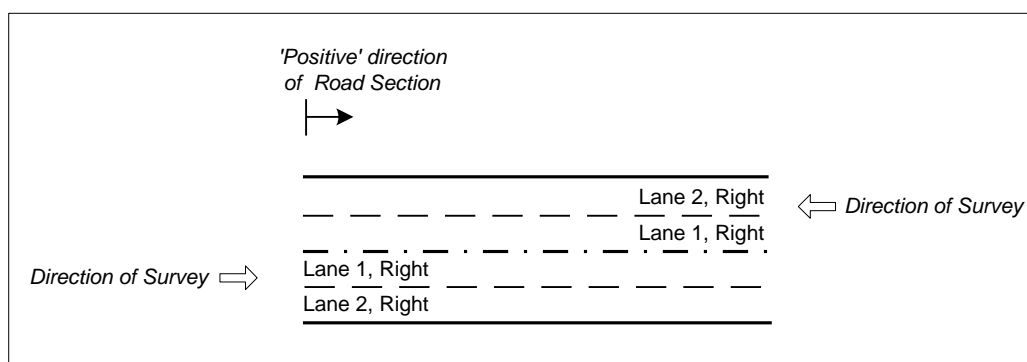 'Positive' direction
of Road Section
Lane 2, Right
Direction of Survey
Lane 1, Right
Direction of Survey
Lane 1, Right
Lane 2, Right